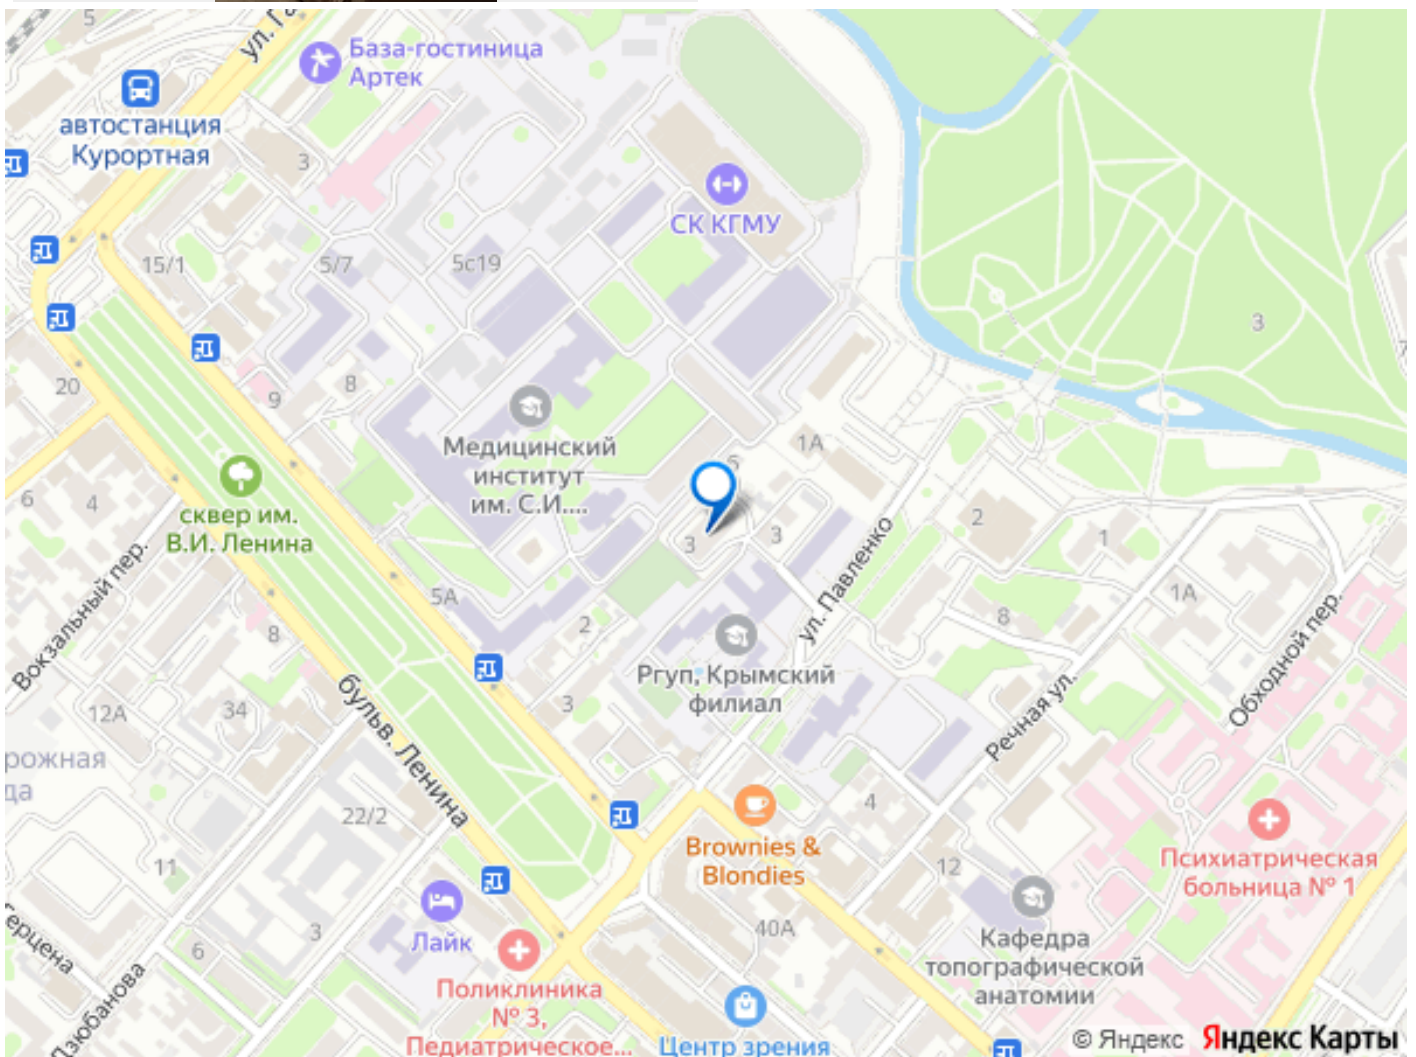 5
ул. Га
База-гостиница
Артек
автостанция
Курортная
3
СК КГМУ
15/1
5/7
5с19
3
20
9
8
Медицинский
институт
им. С.И....
1А
6
4
сквер им.
В.И. Ленина
3
3
2
1
ул. Павленко
Вокзальный пер.
5А
8
2
8
1А
Обходной пер.
Ргуп, Крымский
филиал
12А
34
3
бульв. Ленина
Речная ул.
рожная
да
22/2
4
Brownies &
Blondies
11
12
Психиатрическая
больница № 1
Лайк
3
6
40А
Кафедра
топографической
анатомии
Герцена
Дзюбанова
Поликлиника
№ 3,
Педиатрическое...
Центр зрения
© Яндекс Яндекс Карты